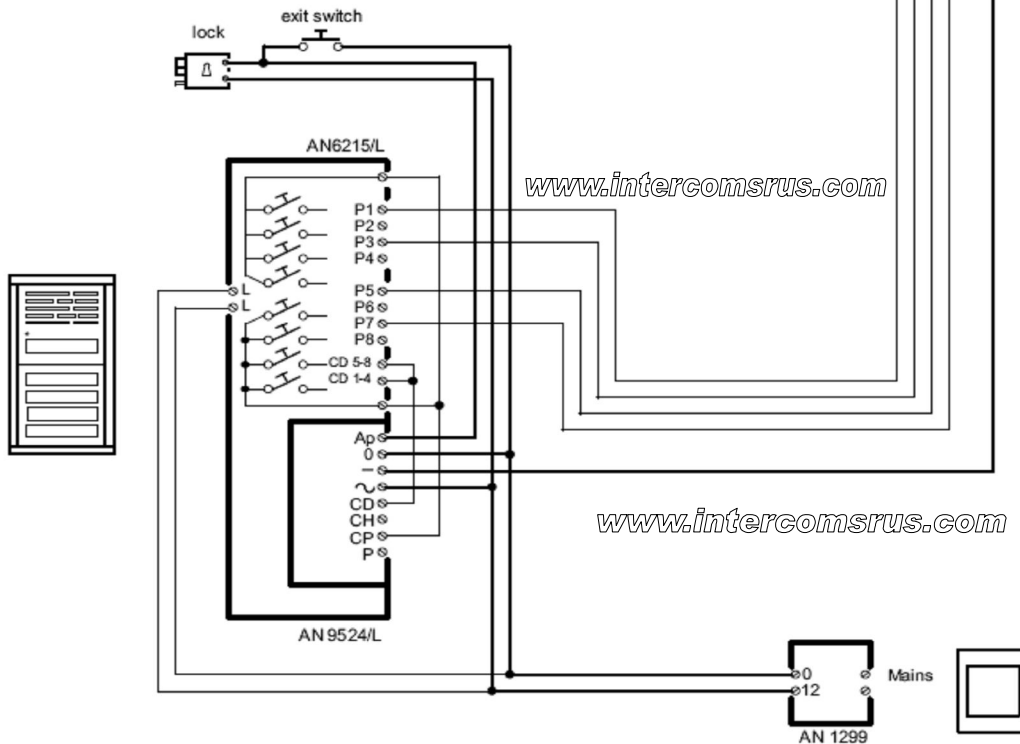 exit switch
lock
AN6215/L
www.intercomsrus.com
P1
P2
P3
P4
L
P5
L
P6
P7
P8
CD 5-8
CD 1-4
Ap
0
–
~
CD
CH
CP
P
www.intercomsrus.com
AN 9524/L
0
Mains
12
AN 1299